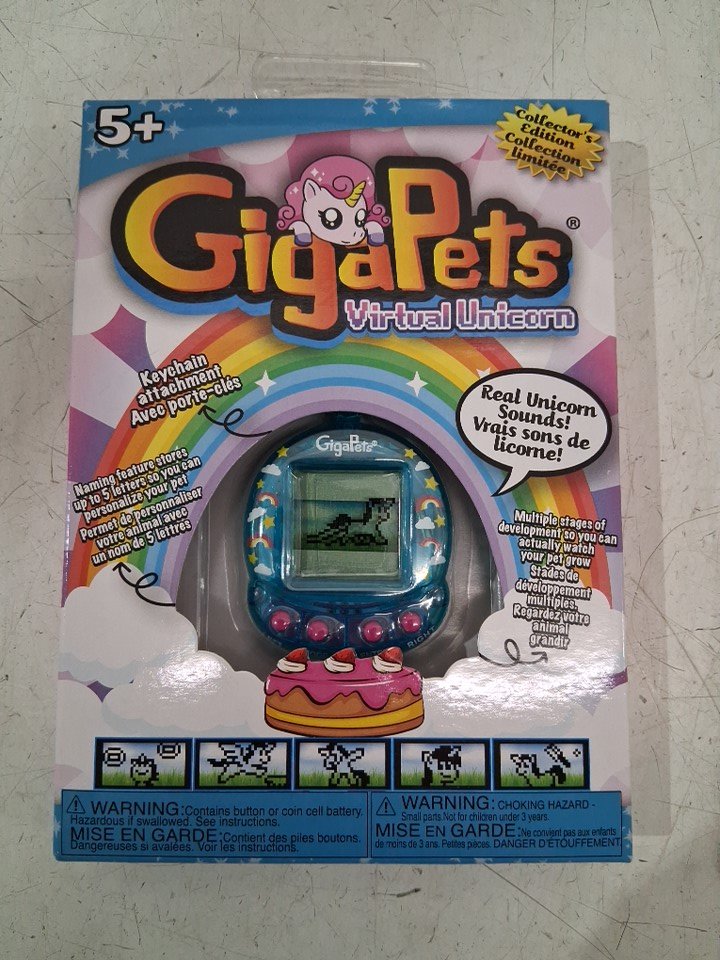 5+
Collector's
Edition
Collection
limitée
GigaPets®
Virtual Unicorn
Keychain
attachment
Avec porte-clés
Real Unicorn
Sounds!
Vrais sons de
licorne!
GigaPets®
Naming feature stores
up to 5 letters so you can
personalize your pet
Permet de personnaliser
votre animal avec
un nom de 5 lettres
Multiple stages of
development so you can
actually watch
your pet grow
Stades de
développement
multiples.
Regardez votre
animal
grandir
RIGHT
WARNING: Contains button or coin cell battery.
Hazardous if swallowed. See instructions.
MISE EN GARDE: Contient des piles boutons.
Dangereuses si avalées. Voir les instructions.
WARNING: CHOKING HAZARD -
Small parts. Not for children under 3 years.
MISE EN GARDE: Ne convient pas aux enfants
de moins de 3 ans. Petites pièces. DANGER D'ÉTOUFFEMENT